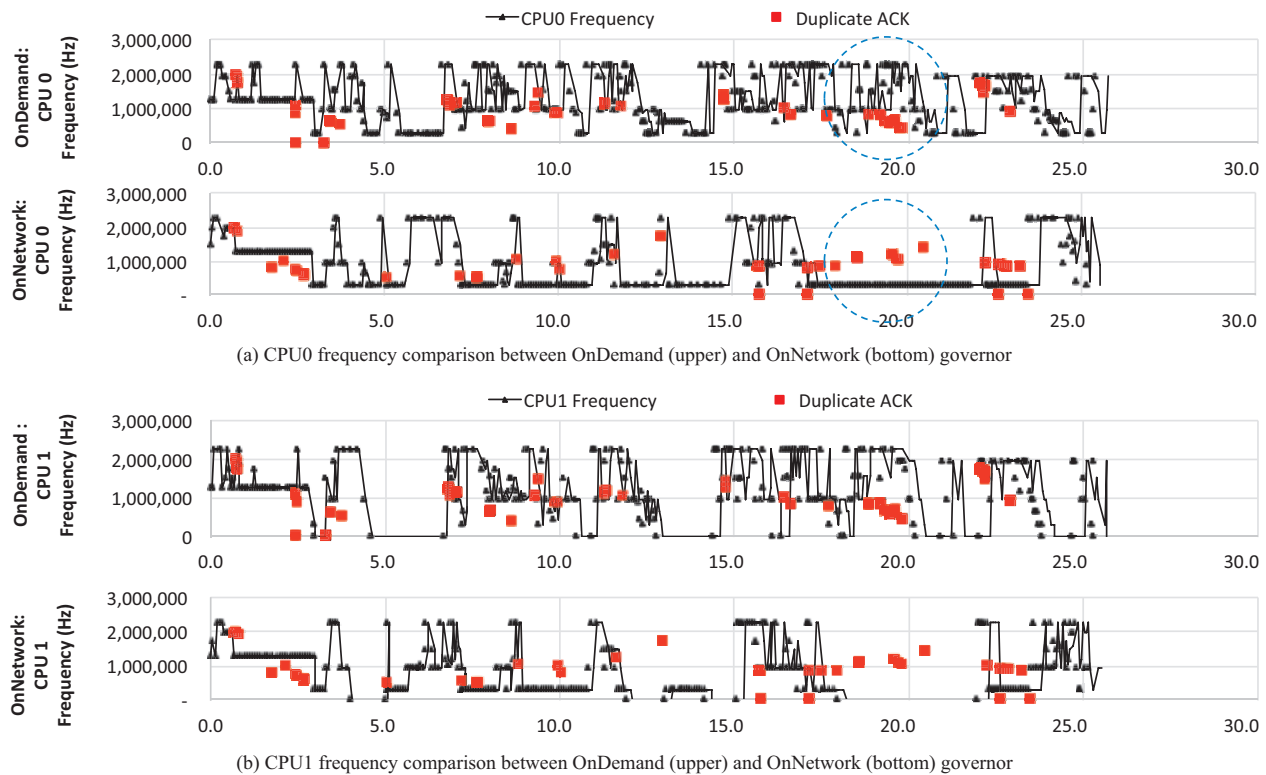 CPU0 Frequency Duplicate ACK
OnDemand:
CPU 0
Frequency (Hz)
3,000,000
2,000,000
1,000,000
0
0.0 5.0 10.0 15.0 20.0 25.0 30.0
OnNetwork:
CPU 0
Frequency (Hz)
3,000,000
2,000,000
1,000,000
-
0.0 5.0 10.0 15.0 20.0 25.0 30.0
(a) CPU0 frequency comparison between OnDemand (upper) and OnNetwork (bottom) governor
CPU1 Frequency Duplicate ACK
OnDemand :
CPU 1
Frequency (Hz)
3,000,000
2,000,000
1,000,000
0
0.0 5.0 10.0 15.0 20.0 25.0 30.0
OnNetwork:
CPU 1
Frequency (Hz)
3,000,000
2,000,000
1,000,000
-
0.0 5.0 10.0 15.0 20.0 25.0 30.0
(b) CPU1 frequency comparison between OnDemand (upper) and OnNetwork (bottom) governor